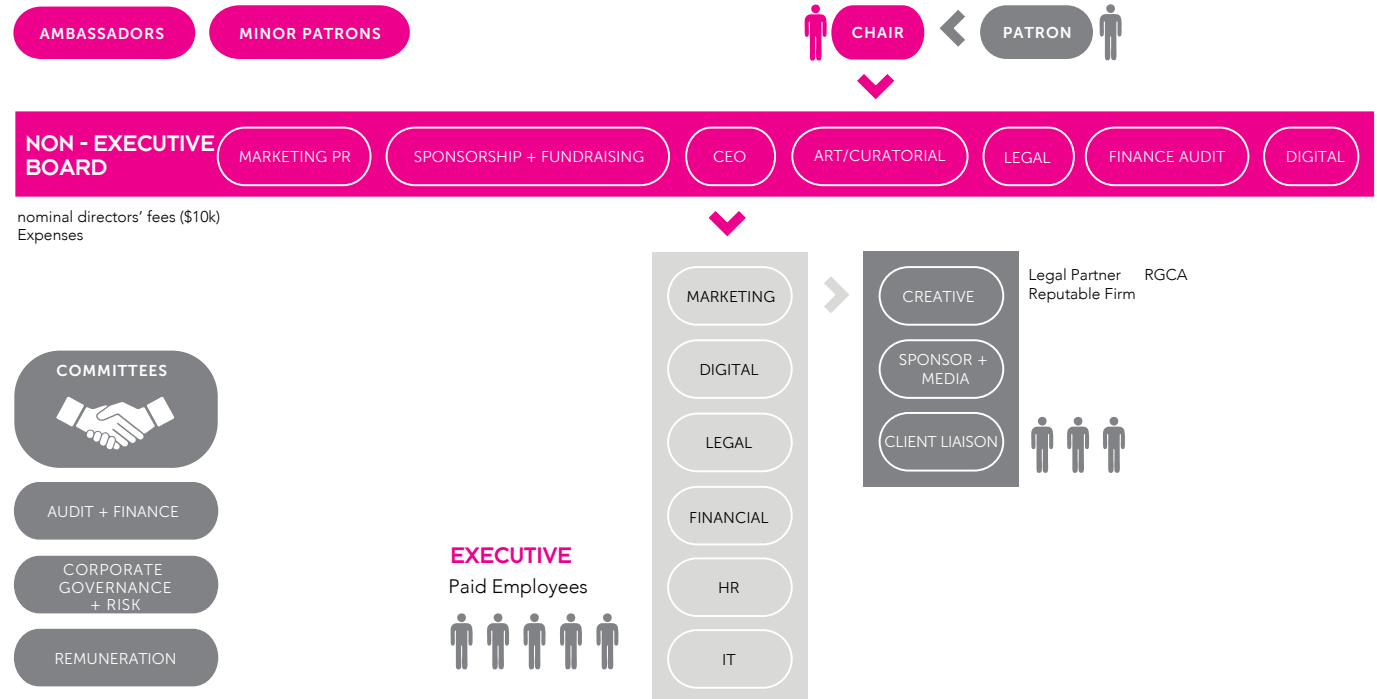 AMBASSADORS
MINOR PATRONS
CHAIR
PATRON
NON - EXECUTIVE
BOARD
MARKETING PR
SPONSORSHIP + FUNDRAISING
CEO
ART/CURATORIAL
LEGAL
FINANCE AUDIT
DIGITAL
nominal directors’ fees ($10k)
Expenses
MARKETING
DIGITAL
LEGAL
FINANCIAL
HR
IT
CREATIVE
SPONSOR +
MEDIA
CLIENT LIAISON
Legal Partner RGCA
Reputable Firm
COMMITTEES
AUDIT + FINANCE
CORPORATE
GOVERNANCE
+ RISK
REMUNERATION
EXECUTIVE
Paid Employees